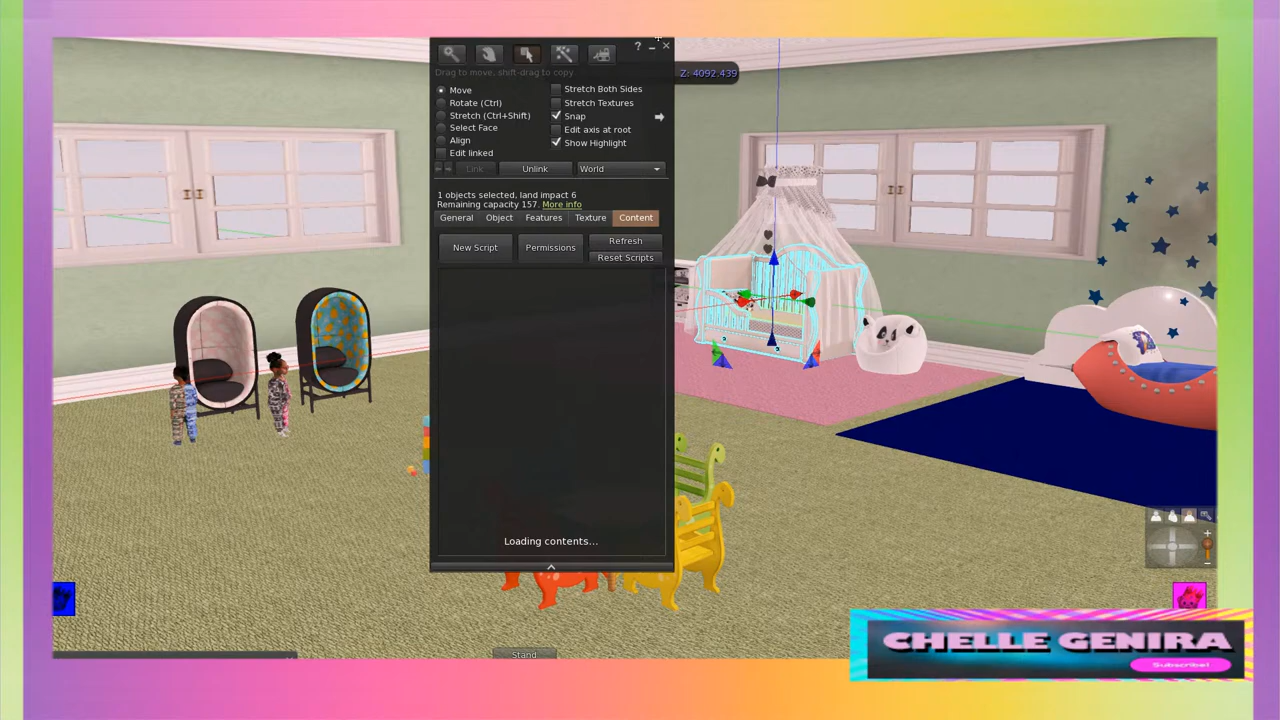 ?
Drag to move, shift-drag to copy
Z: 4092.439
Move
Rotate (Ctrl)
Stretch (Ctrl+Shift)
Select Face
Align
Edit linked
Stretch Both Sides
Stretch Textures
Snap
Edit axis at root
Show Highlight
Link
Unlink
World
1 objects selected, land impact 6
Remaining capacity 157. More info
General
Object
Features
Texture
Content
New Script
Permissions
Refresh
Reset Scripts
Loading contents...
Stand
CHELLE GENIRA
Subscribe!